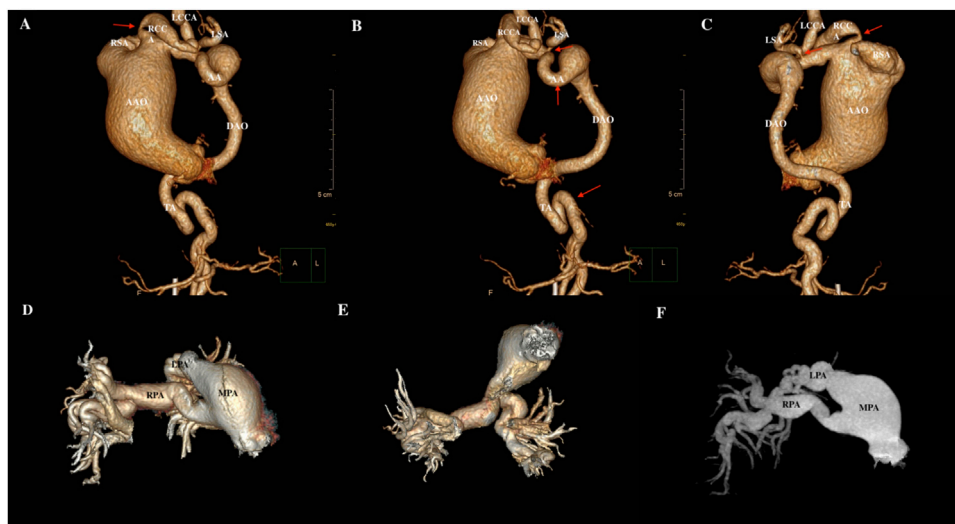 A
LCCA
RCC
A
RSA
LSA
AA
AAO
DAO
5 cm
TA
A L
F
B
LCCA
RSA
RCCA
LSA
AA
AAO
DAO
5 cm
TA
A L
F
C
LCCA
RCC
A
LSA
RSA
AAO
DAO
TA
D
LPA
RPA
MPA
E
F
LPA
RPA
MPA